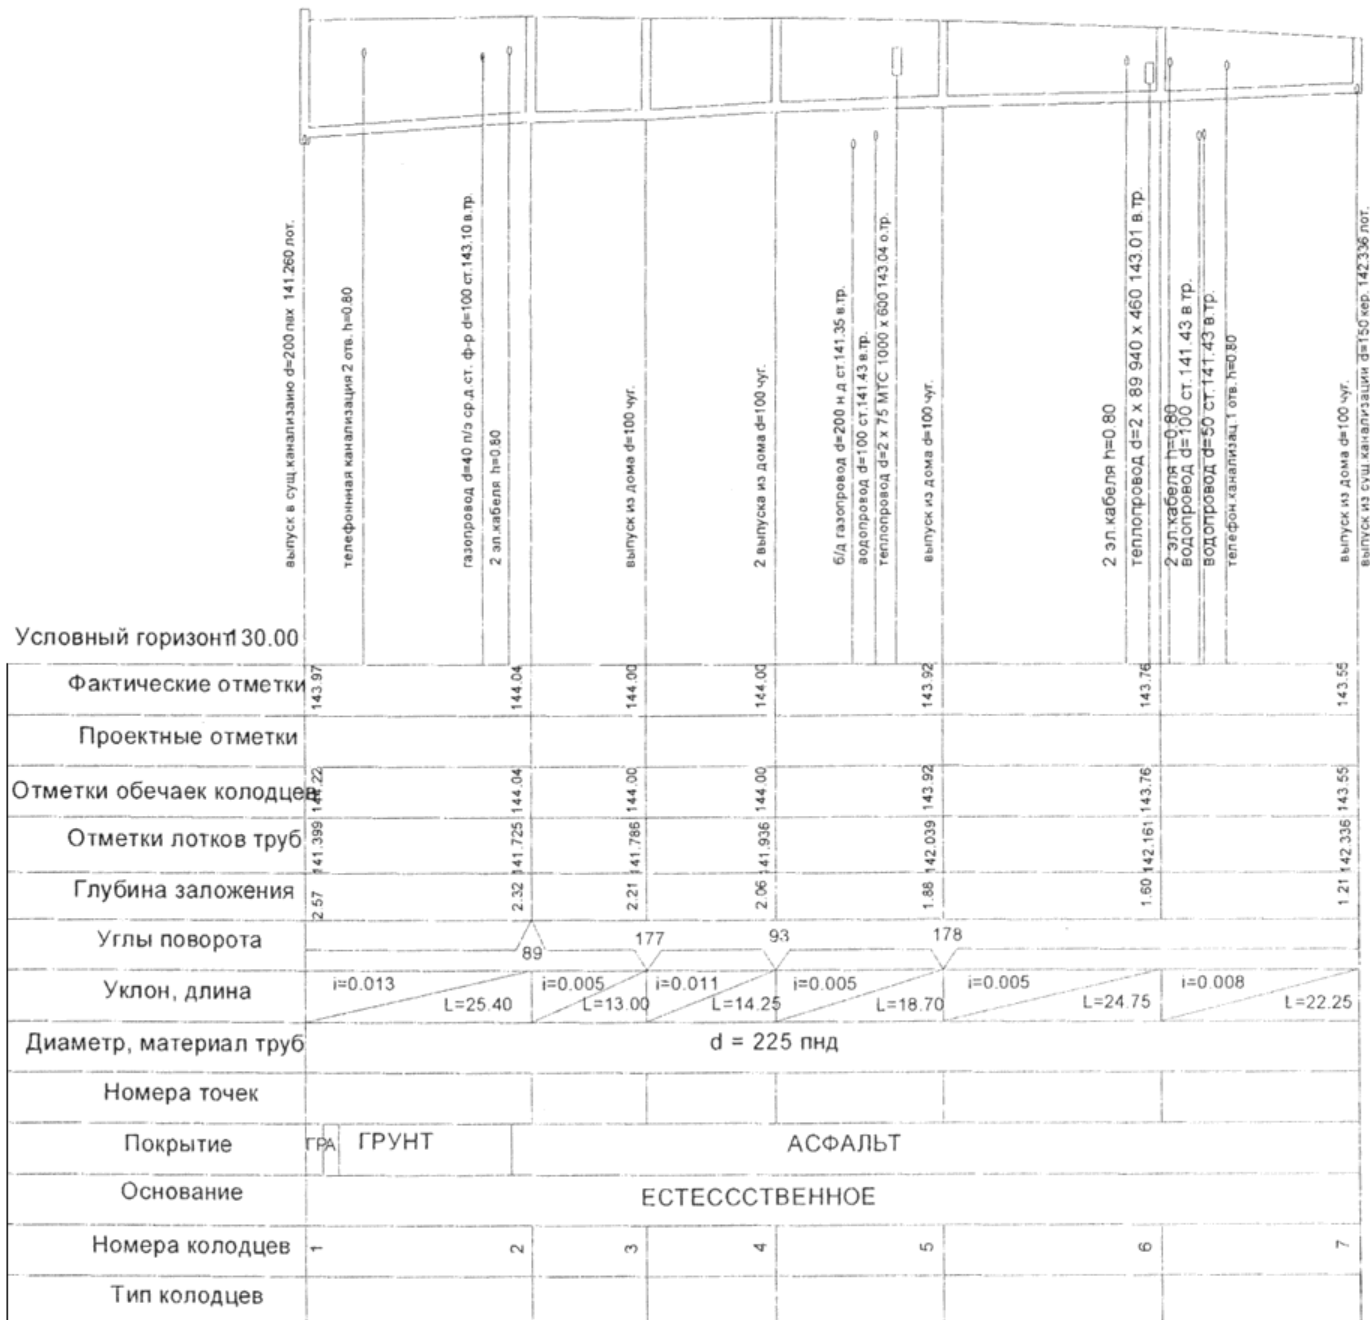 выпуск в сущ.канализаию d=200 пвх 141.260 лот.
телефоннная канализация 2 отв. h=0.80
газопровод d=40 п/э ср.д.ст. ф-р d=100 ст.143.10 в.тр.
2 эл.кабеля h=0.80
выпуск из дома d=100 чуг.
2 выпуска из дома d=100 чуг.
б/д газопровод d=200 н.д ст.141.35 в.тр.
водопровод d=100 ст.141.43 в.тр.
теплопровод d=2 x 75 МТС 1000 x 600 143.04 о.тр.
выпуск из дома d=100 чуг.
2 эл.кабеля h=0.80
теплопровод d=2 x 89 940 x 460 143.01 в.тр.
2 эл.кабеля h=0.80
водопровод d=100 ст.141.43 в.тр.
водопровод d=50 ст.141.43 в.тр.
телефон.канализац.1 отв. h=0.80
выпуск из дома d=100 чуг.
выпуск из сущ.канализации d=150 кер. 142.336 лот.
Условный горизонт130.00
Фактические отметки 143.97 144.04 144.00 144.00 143.92 143.76 143.55
Проектные отметки
Отметки обечаек колодцев 144.22 144.04 144.00 144.00 143.92 143.76 143.55
Отметки лотков труб 141.399 141.725 141.786 141.936 142.039 142.161 142.336
Глубина заложения 2.57 2.32 2.21 2.06 1.88 1.60 1.21
Углы поворота 89 177 93 178
Уклон, длина i=0.013 L=25.40 i=0.005 L=13.00 i=0.011 L=14.25 i=0.005 L=18.70 i=0.005 L=24.75 i=0.008 L=22.25
Диаметр, материал труб d = 225 пнд
Номера точек
Покрытие ГРА ГРУНТ АСФАЛЬТ
Основание ЕСТЕСССТВЕННОЕ
Номера колодцев 1 2 3 4 5 6 7
Тип колодцев